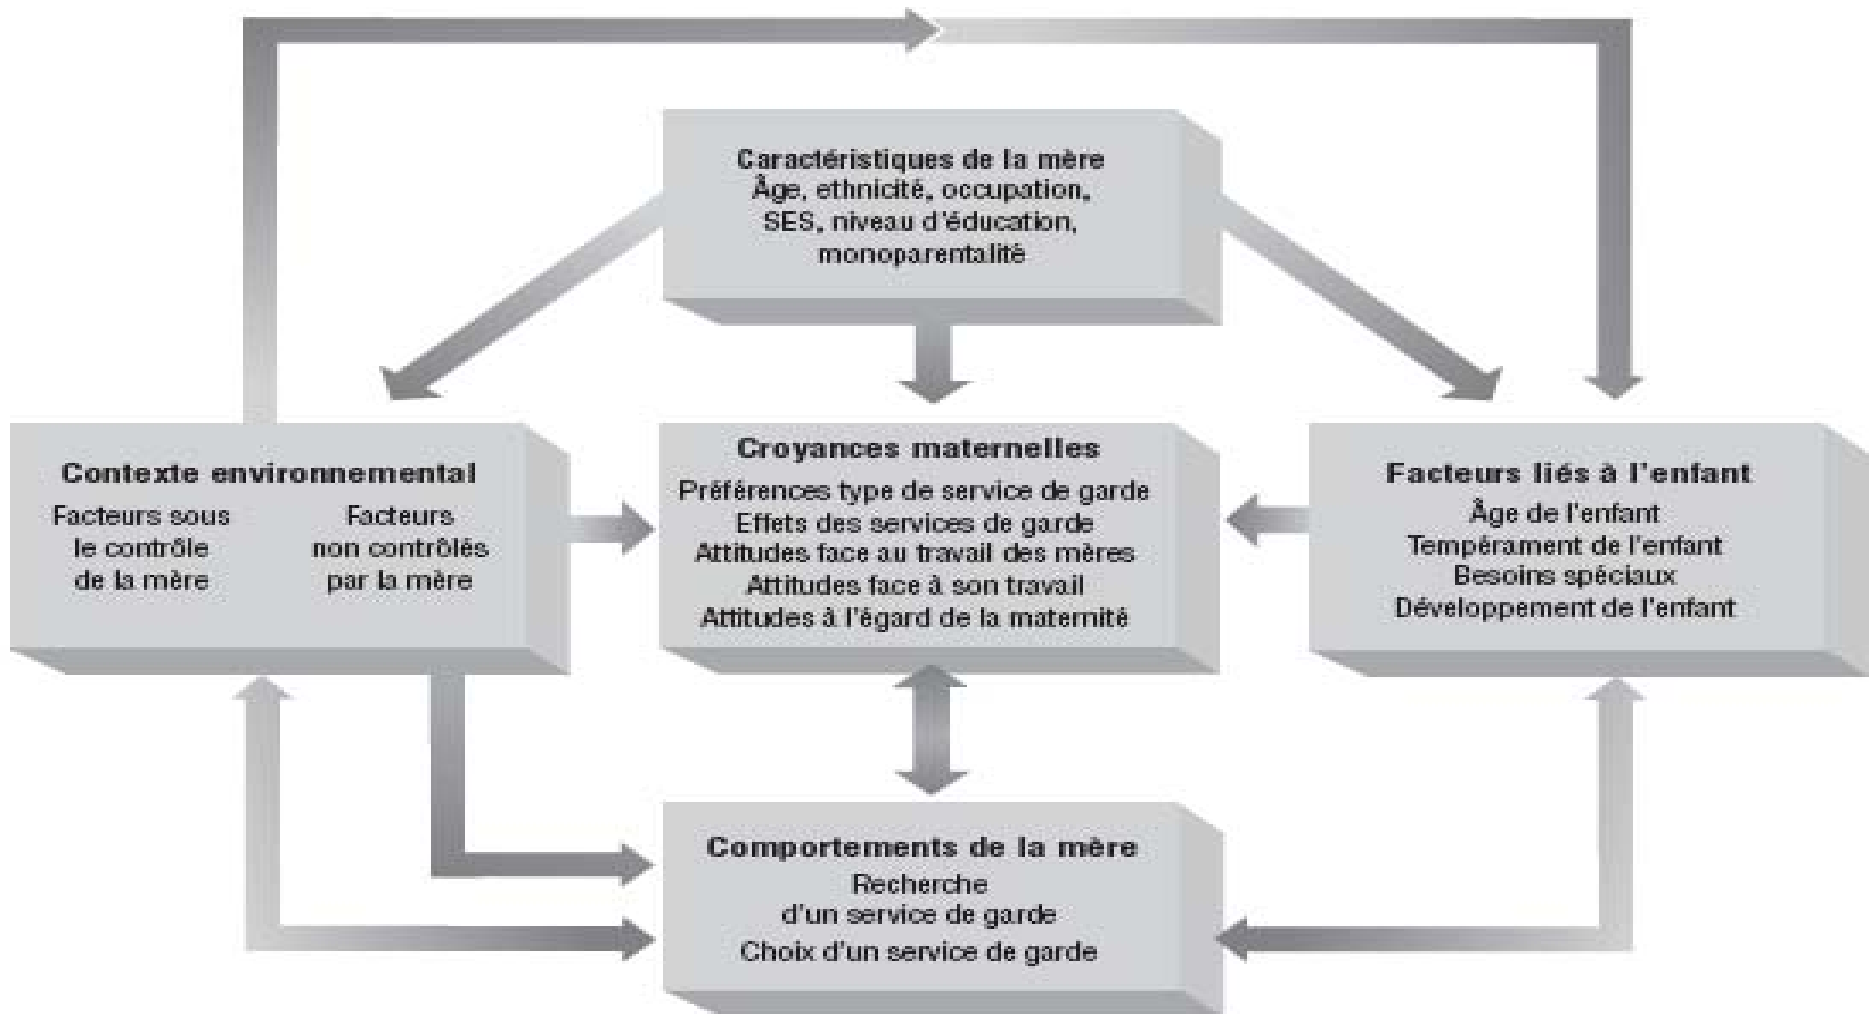 Caractéristiques de la mère
Âge, ethnicité, occupation,
SES, niveau d'éducation,
monoparentalité
Contexte environnemental
Facteurs sous
le contrôle
de la mère
Facteurs
non contrôlés
par la mère
Croyances maternelles
Préférences type de service de garde
Effets des services de garde
Attitudes face au travail des mères
Attitudes face à son travail
Attitudes à l'égard de la maternité
Facteurs liés à l'enfant
Âge de l'enfant
Tempérament de l'enfant
Besoins spéciaux
Développement de l'enfant
Comportements de la mère
Recherche
d'un service de garde
Choix d'un service de garde